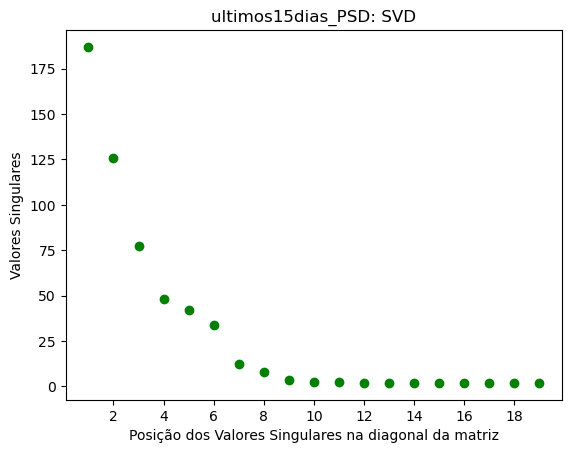 ultimos15dias_PSD: SVD
Valores Singulares
175
150
125
100
75
50
25
0
2 4 6 8 10 12 14 16 18
Posição dos Valores Singulares na diagonal da matriz